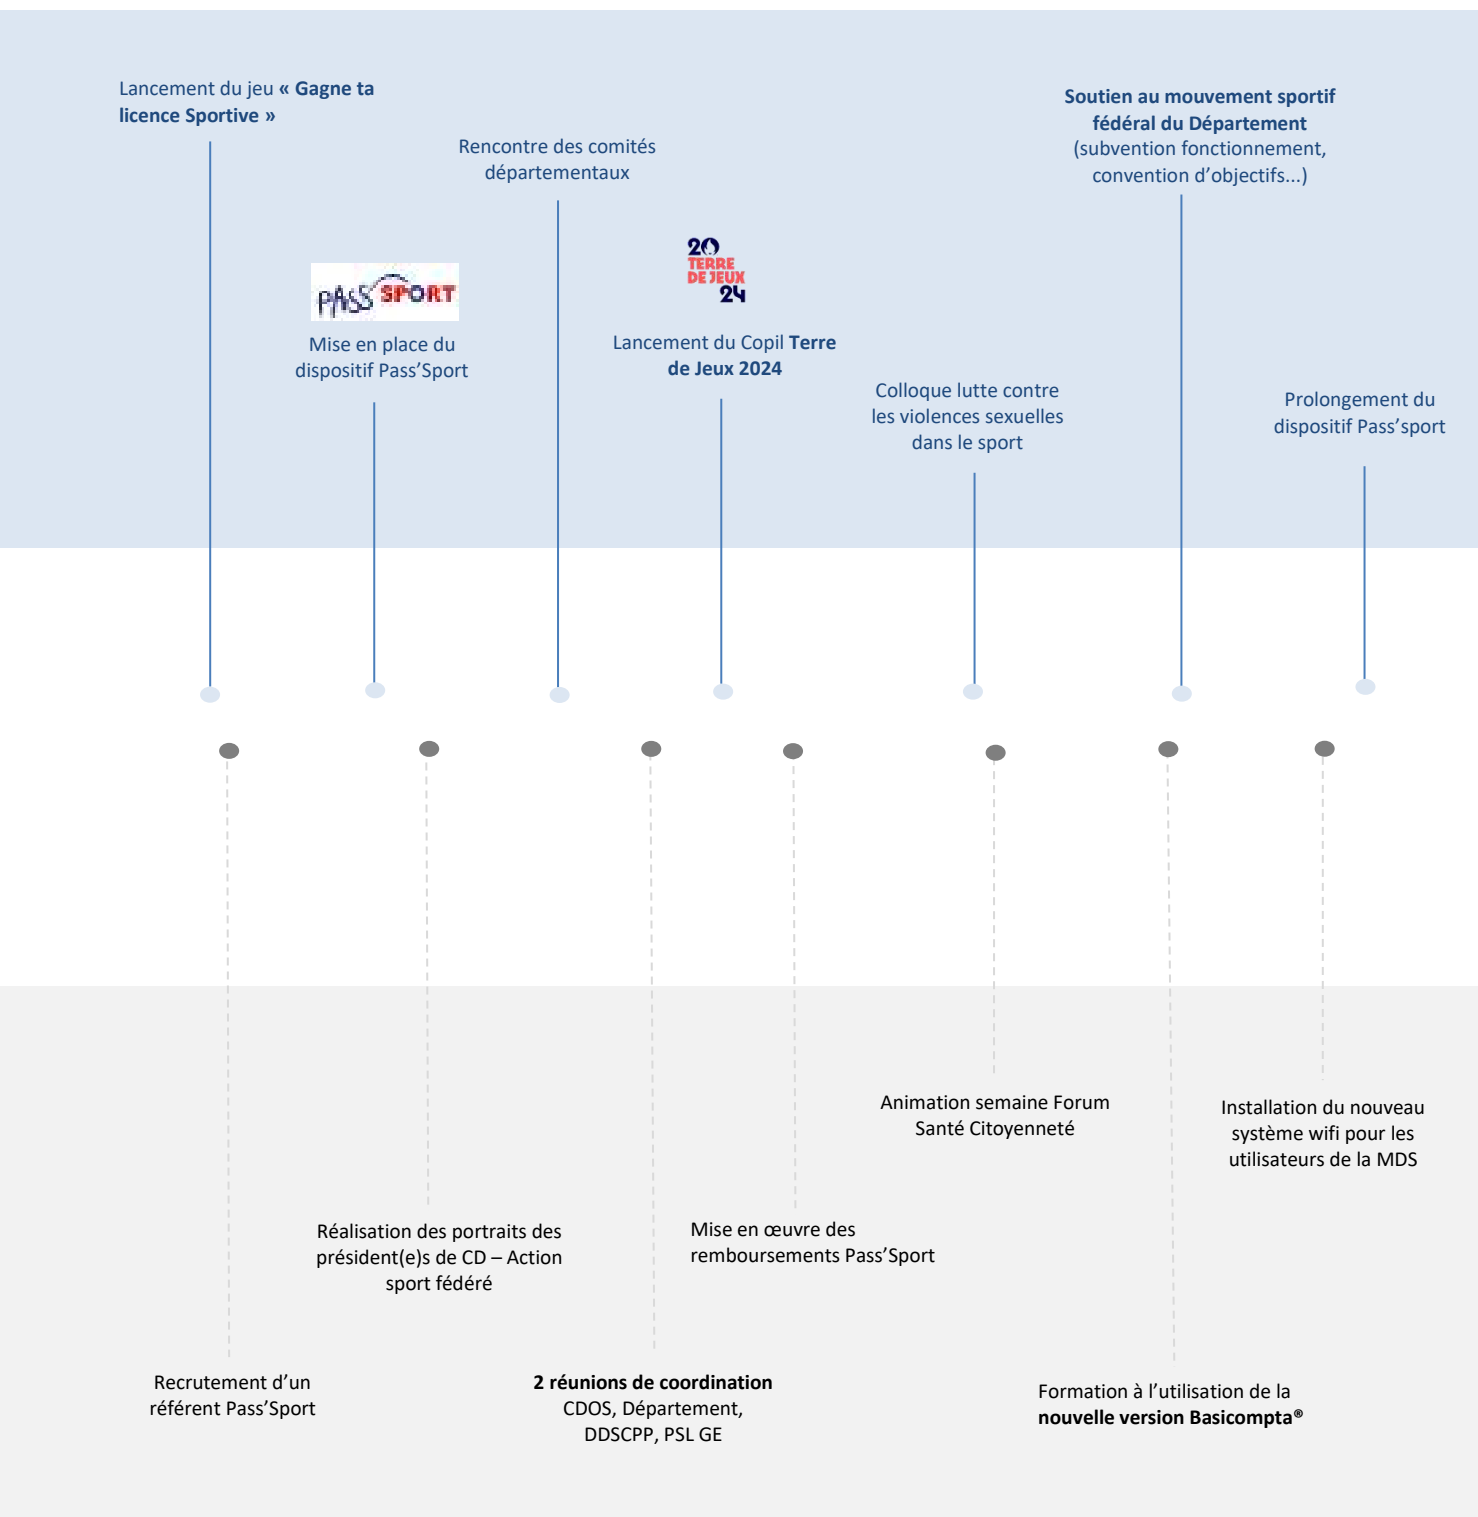 Lancement du jeu « Gagne ta
licence Sportive »
Rencontre des comités
départementaux
Soutien au mouvement sportif
fédéral du Département
(subvention fonctionnement,
convention d’objectifs...)
PASS SPORT
Mise en place du
dispositif Pass’Sport
20
TERRE
DE JEUX
24
Lancement du Copil Terre
de Jeux 2024
Colloque lutte contre
les violences sexuelles
dans le sport
Prolongement du
dispositif Pass’sport
Animation semaine Forum
Santé Citoyenneté
Installation du nouveau
système wifi pour les
utilisateurs de la MDS
Réalisation des portraits des
président(e)s de CD – Action
sport fédéré
Mise en œuvre des
remboursements Pass’Sport
Recrutement d’un
référent Pass’Sport
2 réunions de coordination
CDOS, Département,
DDSCPP, PSL GE
Formation à l’utilisation de la
nouvelle version Basicompta®